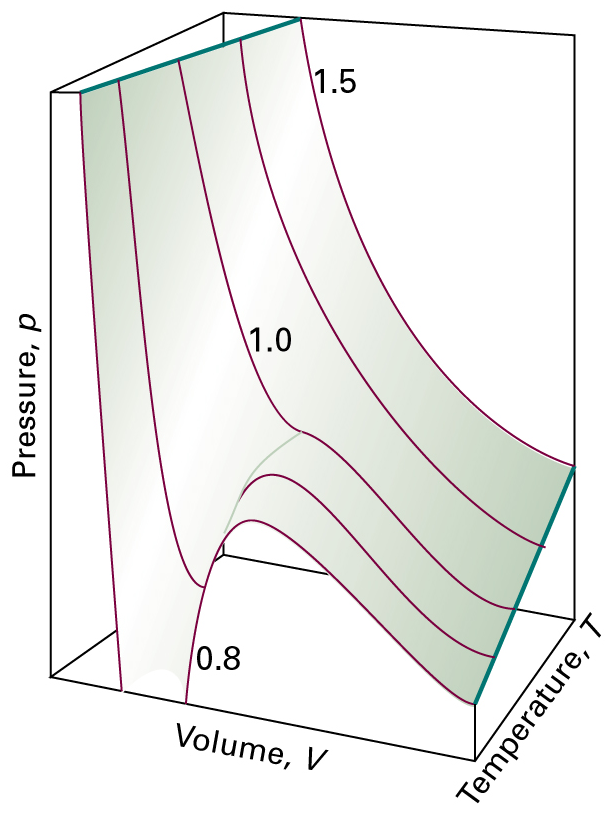 1.5
1.0
Pressure, p
0.8
Volume, V
Temperature, T